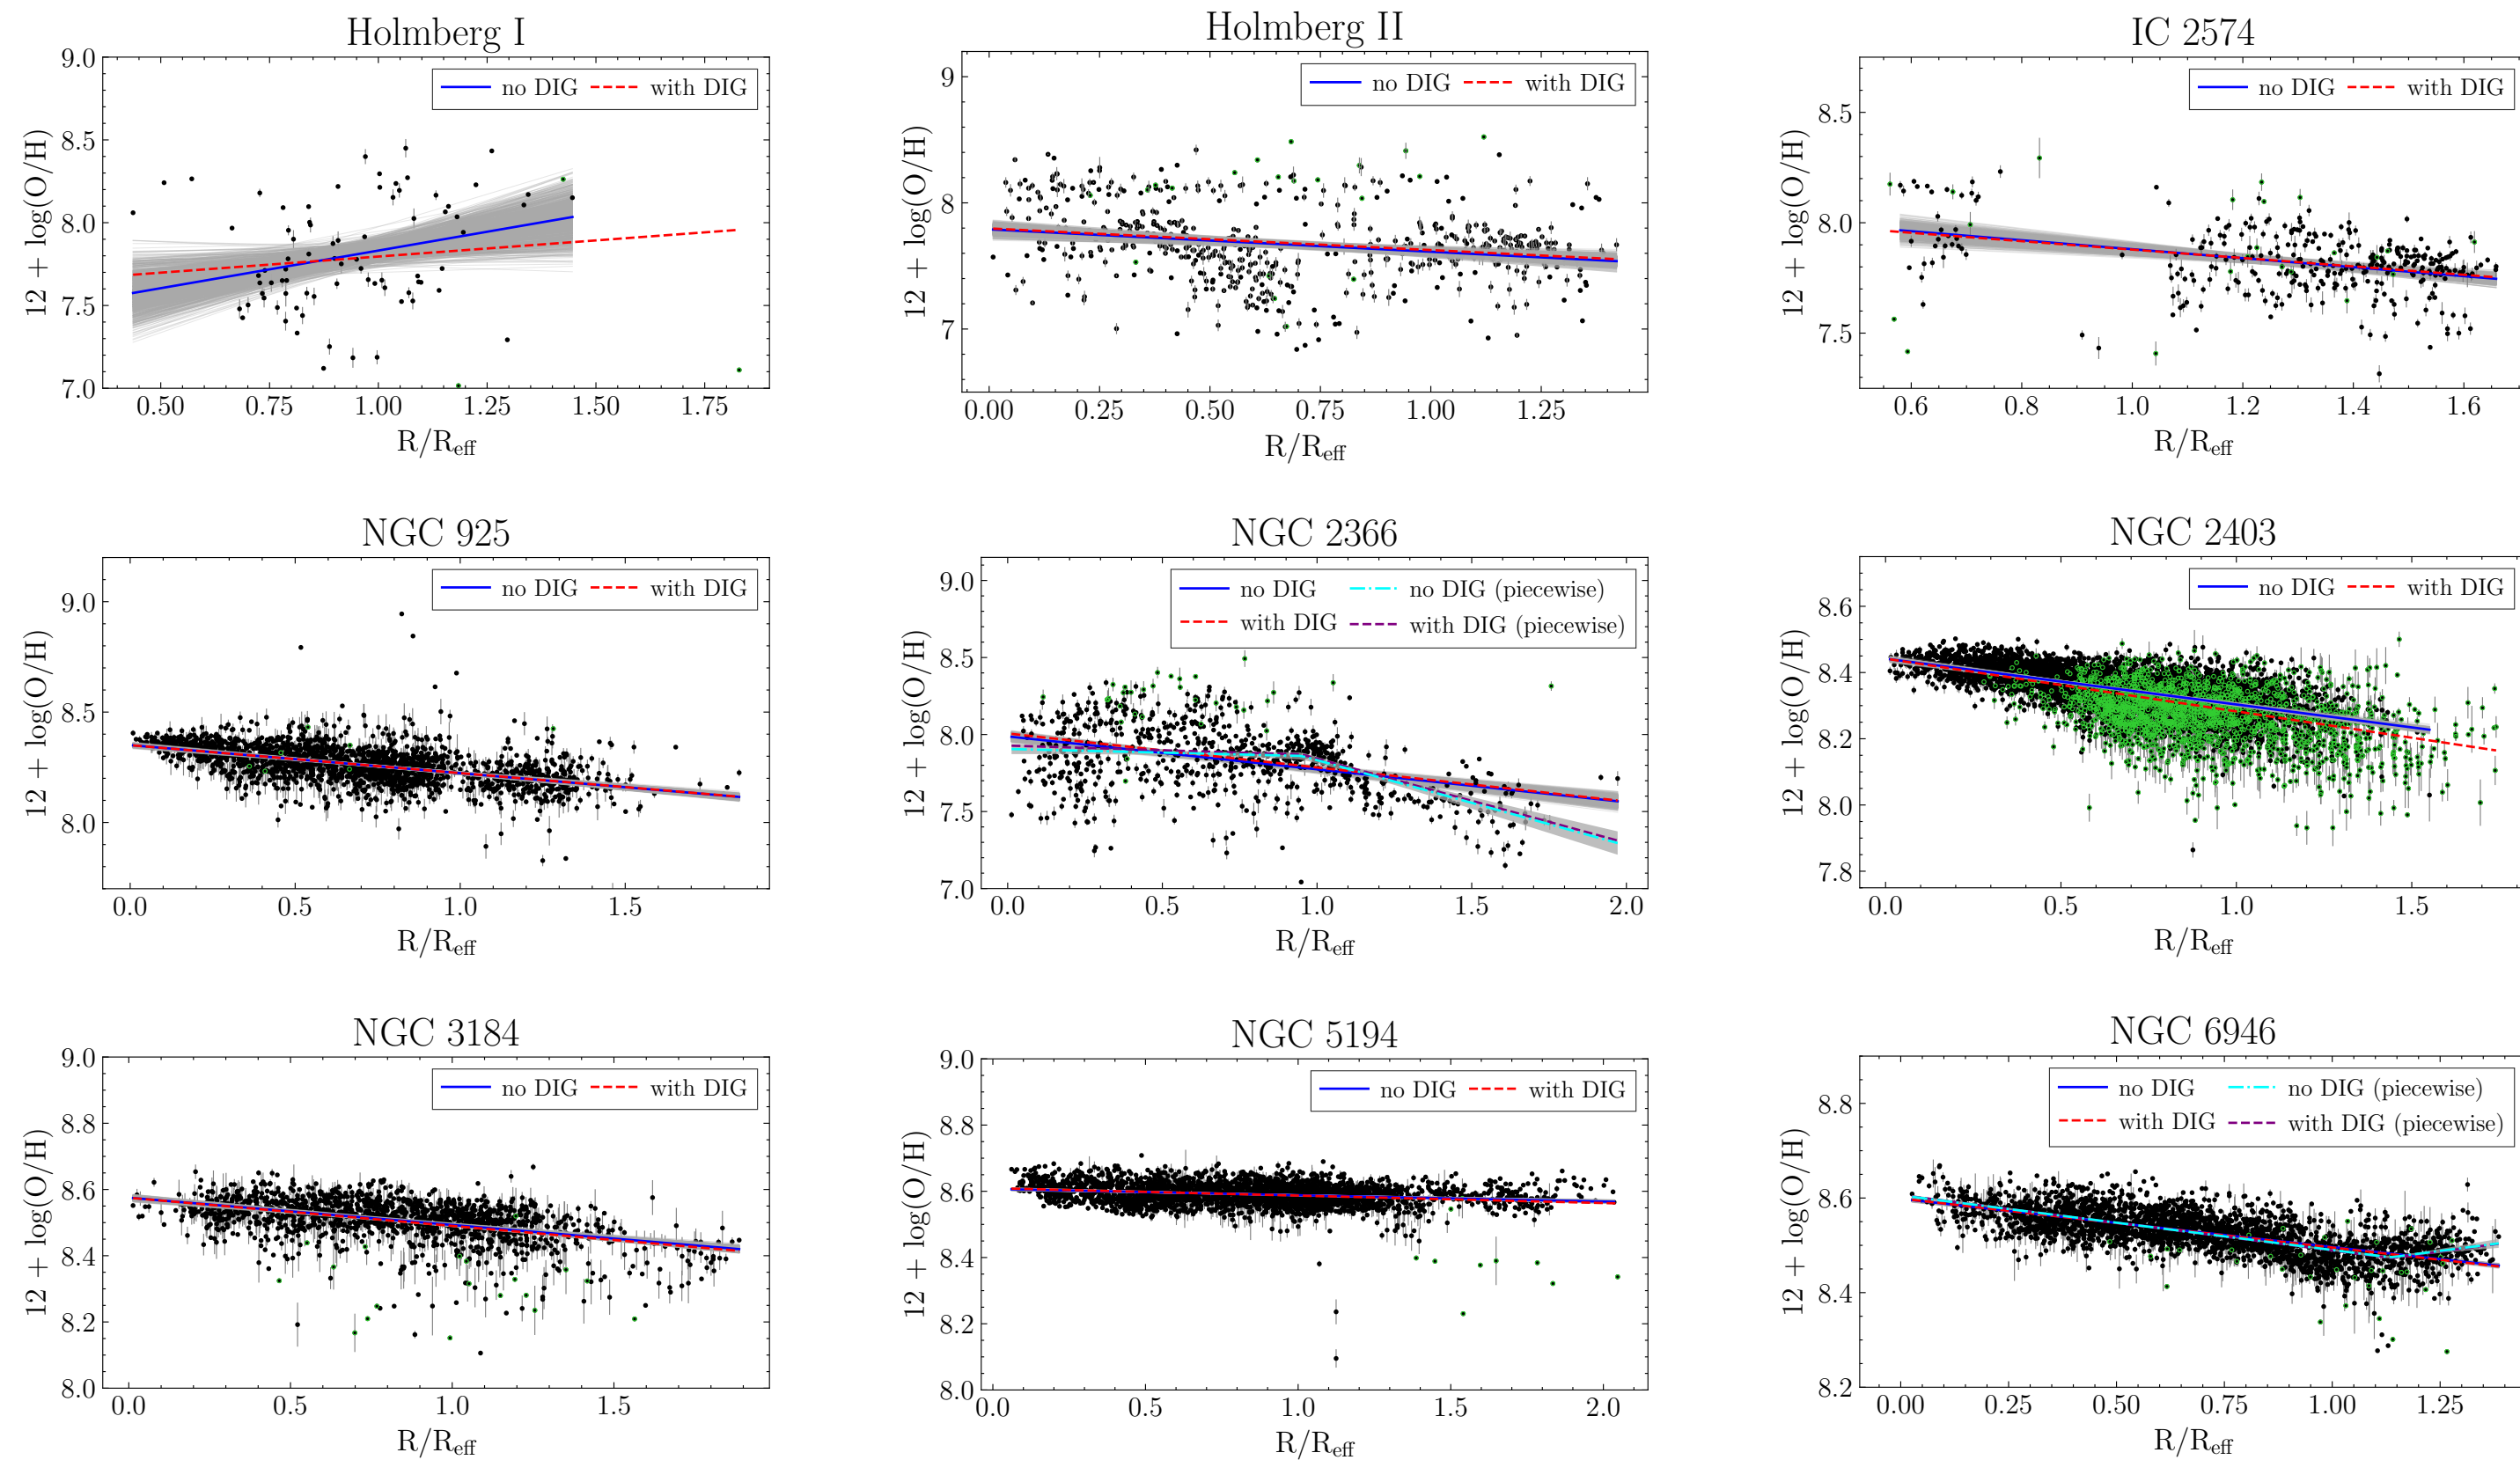 Holmberg I
no DIG with DIG
12 + log(O/H)
9.0
8.5
8.0
7.5
7.0
0.50 0.75 1.00 1.25 1.50 1.75
R/Reff
Holmberg II
no DIG with DIG
12 + log(O/H)
9
8
7
0.00 0.25 0.50 0.75 1.00 1.25
R/Reff
IC 2574
no DIG with DIG
12 + log(O/H)
8.5
8.0
7.5
0.6 0.8 1.0 1.2 1.4 1.6
R/Reff
NGC 925
no DIG with DIG
12 + log(O/H)
9.0
8.5
8.0
0.0 0.5 1.0 1.5
R/Reff
NGC 2366
no DIG no DIG (piecewise)
with DIG with DIG (piecewise)
12 + log(O/H)
9.0
8.5
8.0
7.5
7.0
0.0 0.5 1.0 1.5 2.0
R/Reff
NGC 2403
no DIG with DIG
12 + log(O/H)
8.6
8.4
8.2
8.0
7.8
0.0 0.5 1.0 1.5
R/Reff
NGC 3184
no DIG with DIG
12 + log(O/H)
9.0
8.8
8.6
8.4
8.2
8.0
0.0 0.5 1.0 1.5
R/Reff
NGC 5194
no DIG with DIG
12 + log(O/H)
9.0
8.8
8.6
8.4
8.2
8.0
0.0 0.5 1.0 1.5 2.0
R/Reff
NGC 6946
no DIG no DIG (piecewise)
with DIG with DIG (piecewise)
12 + log(O/H)
8.8
8.6
8.4
8.2
0.00 0.25 0.50 0.75 1.00 1.25
R/Reff